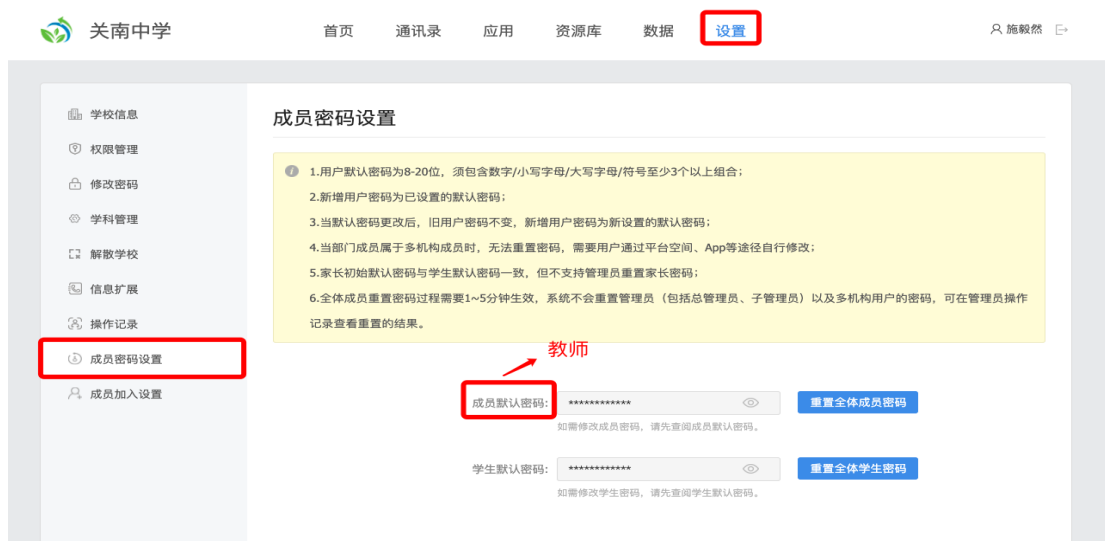 关南中学
首页 通讯录 应用 资源库 数据 设置
施毅然
学校信息
权限管理
修改密码
学科管理
解散学校
信息扩展
操作记录
成员密码设置
成员加入设置
成员密码设置
1.用户默认密码为8-20位，须包含数字/小写字母/大写字母/符号至少3个以上组合；
2.新增用户密码为已设置的默认密码；
3.当默认密码更改后，旧用户密码不变，新增用户密码为新设置的默认密码；
4.当部门成员属于多机构成员时，无法重置密码，需要用户通过平台空间、App等途径自行修改；
5.家长初始默认密码与学生默认密码一致，但不支持管理员重置家长密码；
6.全体成员重置密码过程需要1~5分钟生效，系统不会重置管理员（包括总管理员、子管理员）以及多机构用户的密码，可在管理员操作
记录查看重置的结果。
教师
成员默认密码: ************ 重置全体成员密码
如需修改成员密码，请先查阅成员默认密码。
学生默认密码: ************ 重置全体学生密码
如需修改学生密码，请先查阅学生默认密码。